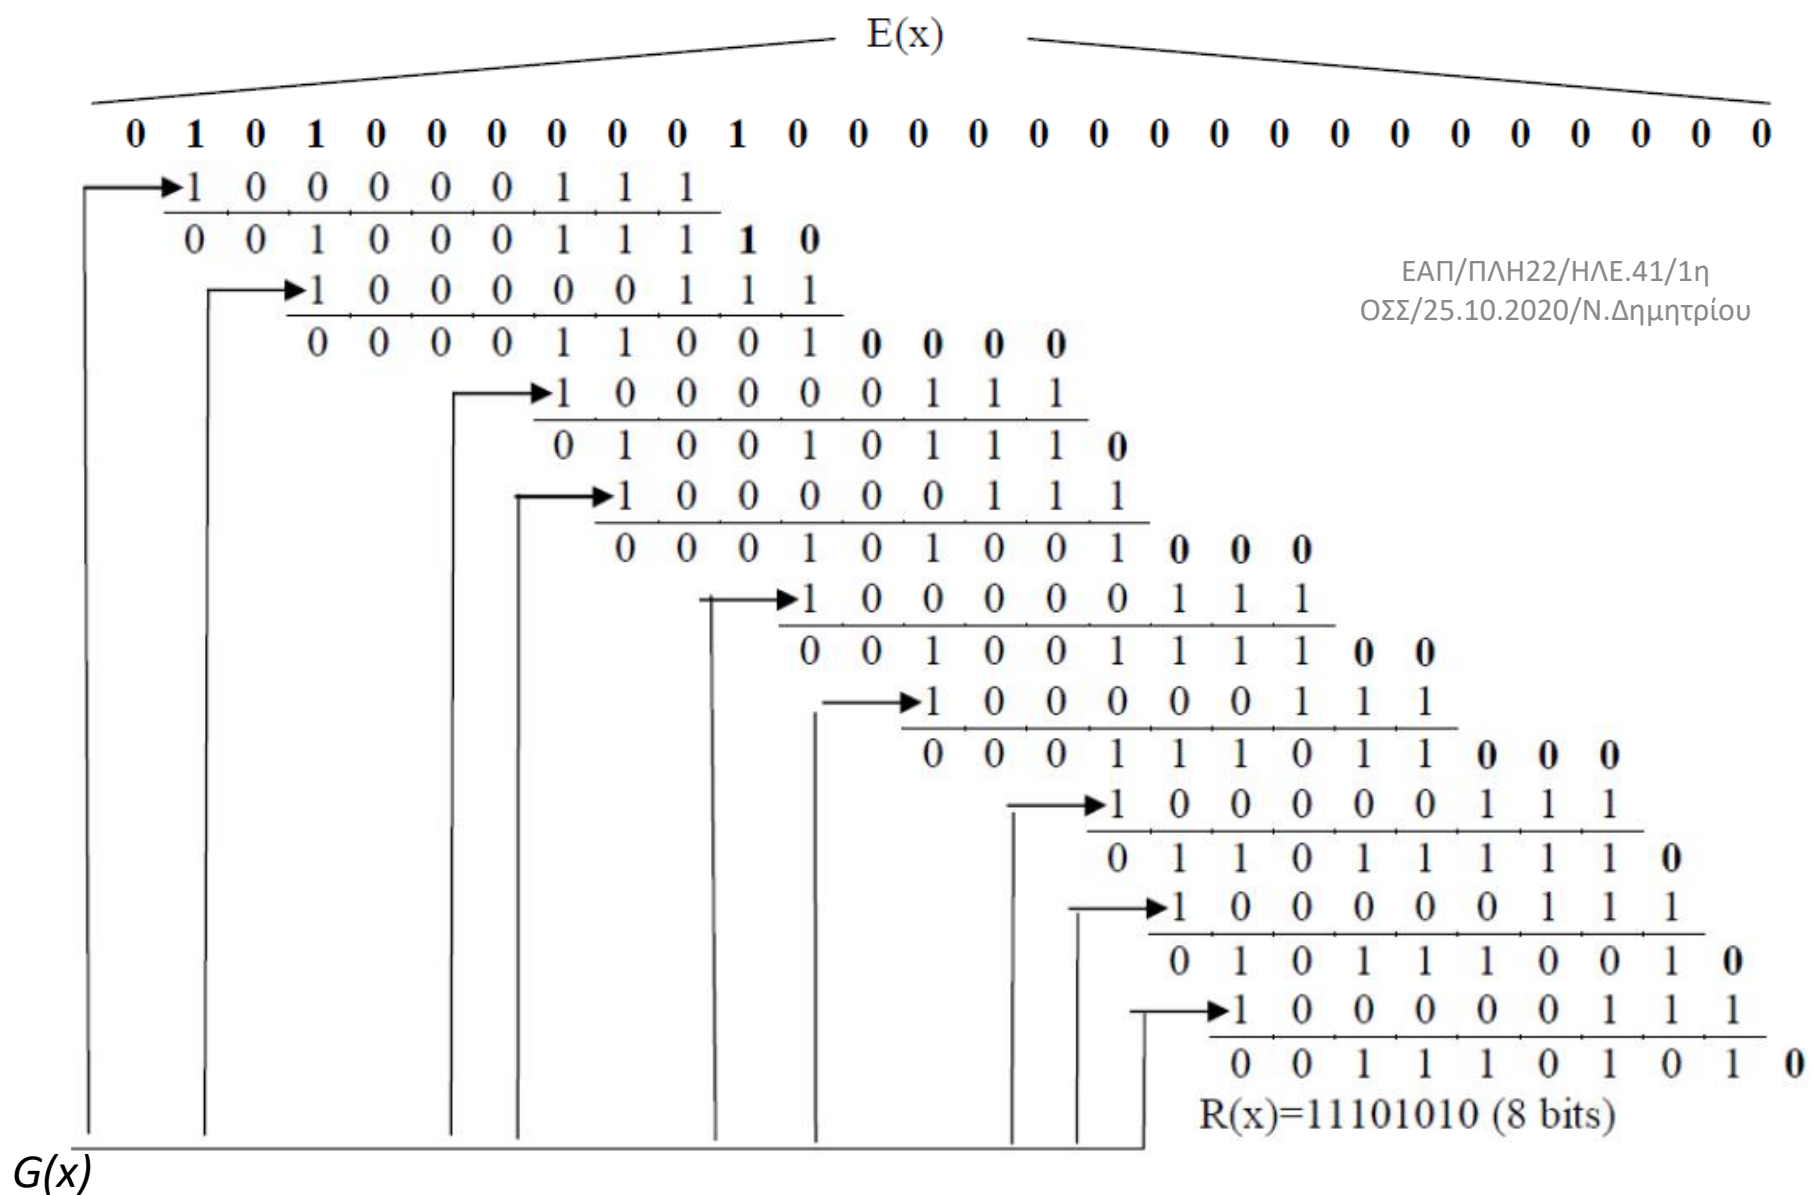 E(x)
0 1 0 1 0 0 0 0 0 0 1 0 0 0 0 0 0 0 0 0 0 0 0 0 0 0 0 0
1 0 0 0 0 0 1 1 1
0 0 1 0 0 0 1 1 1 1 0
ΕΑΠ/ΠΛΗ22/ΗΛΕ.41/1η
ΟΣΣ/25.10.2020/Ν.Δημητρίου
1 0 0 0 0 0 1 1 1
0 0 0 0 1 1 0 0 1 0 0 0 0
1 0 0 0 0 0 1 1 1
0 1 0 0 1 0 1 1 1 0
1 0 0 0 0 0 1 1 1
0 0 0 1 0 1 0 0 1 0 0 0
1 0 0 0 0 0 1 1 1
0 0 1 0 0 1 1 1 1 0 0
1 0 0 0 0 0 1 1 1
0 0 0 1 1 1 0 1 1 0 0 0
1 0 0 0 0 0 1 1 1
0 1 1 0 1 1 1 1 1 0
1 0 0 0 0 0 1 1 1
0 1 0 1 1 1 0 0 1 0
1 0 0 0 0 0 1 1 1
0 0 1 1 1 0 1 0 1 0
R(x)=11101010 (8 bits)
G(x)